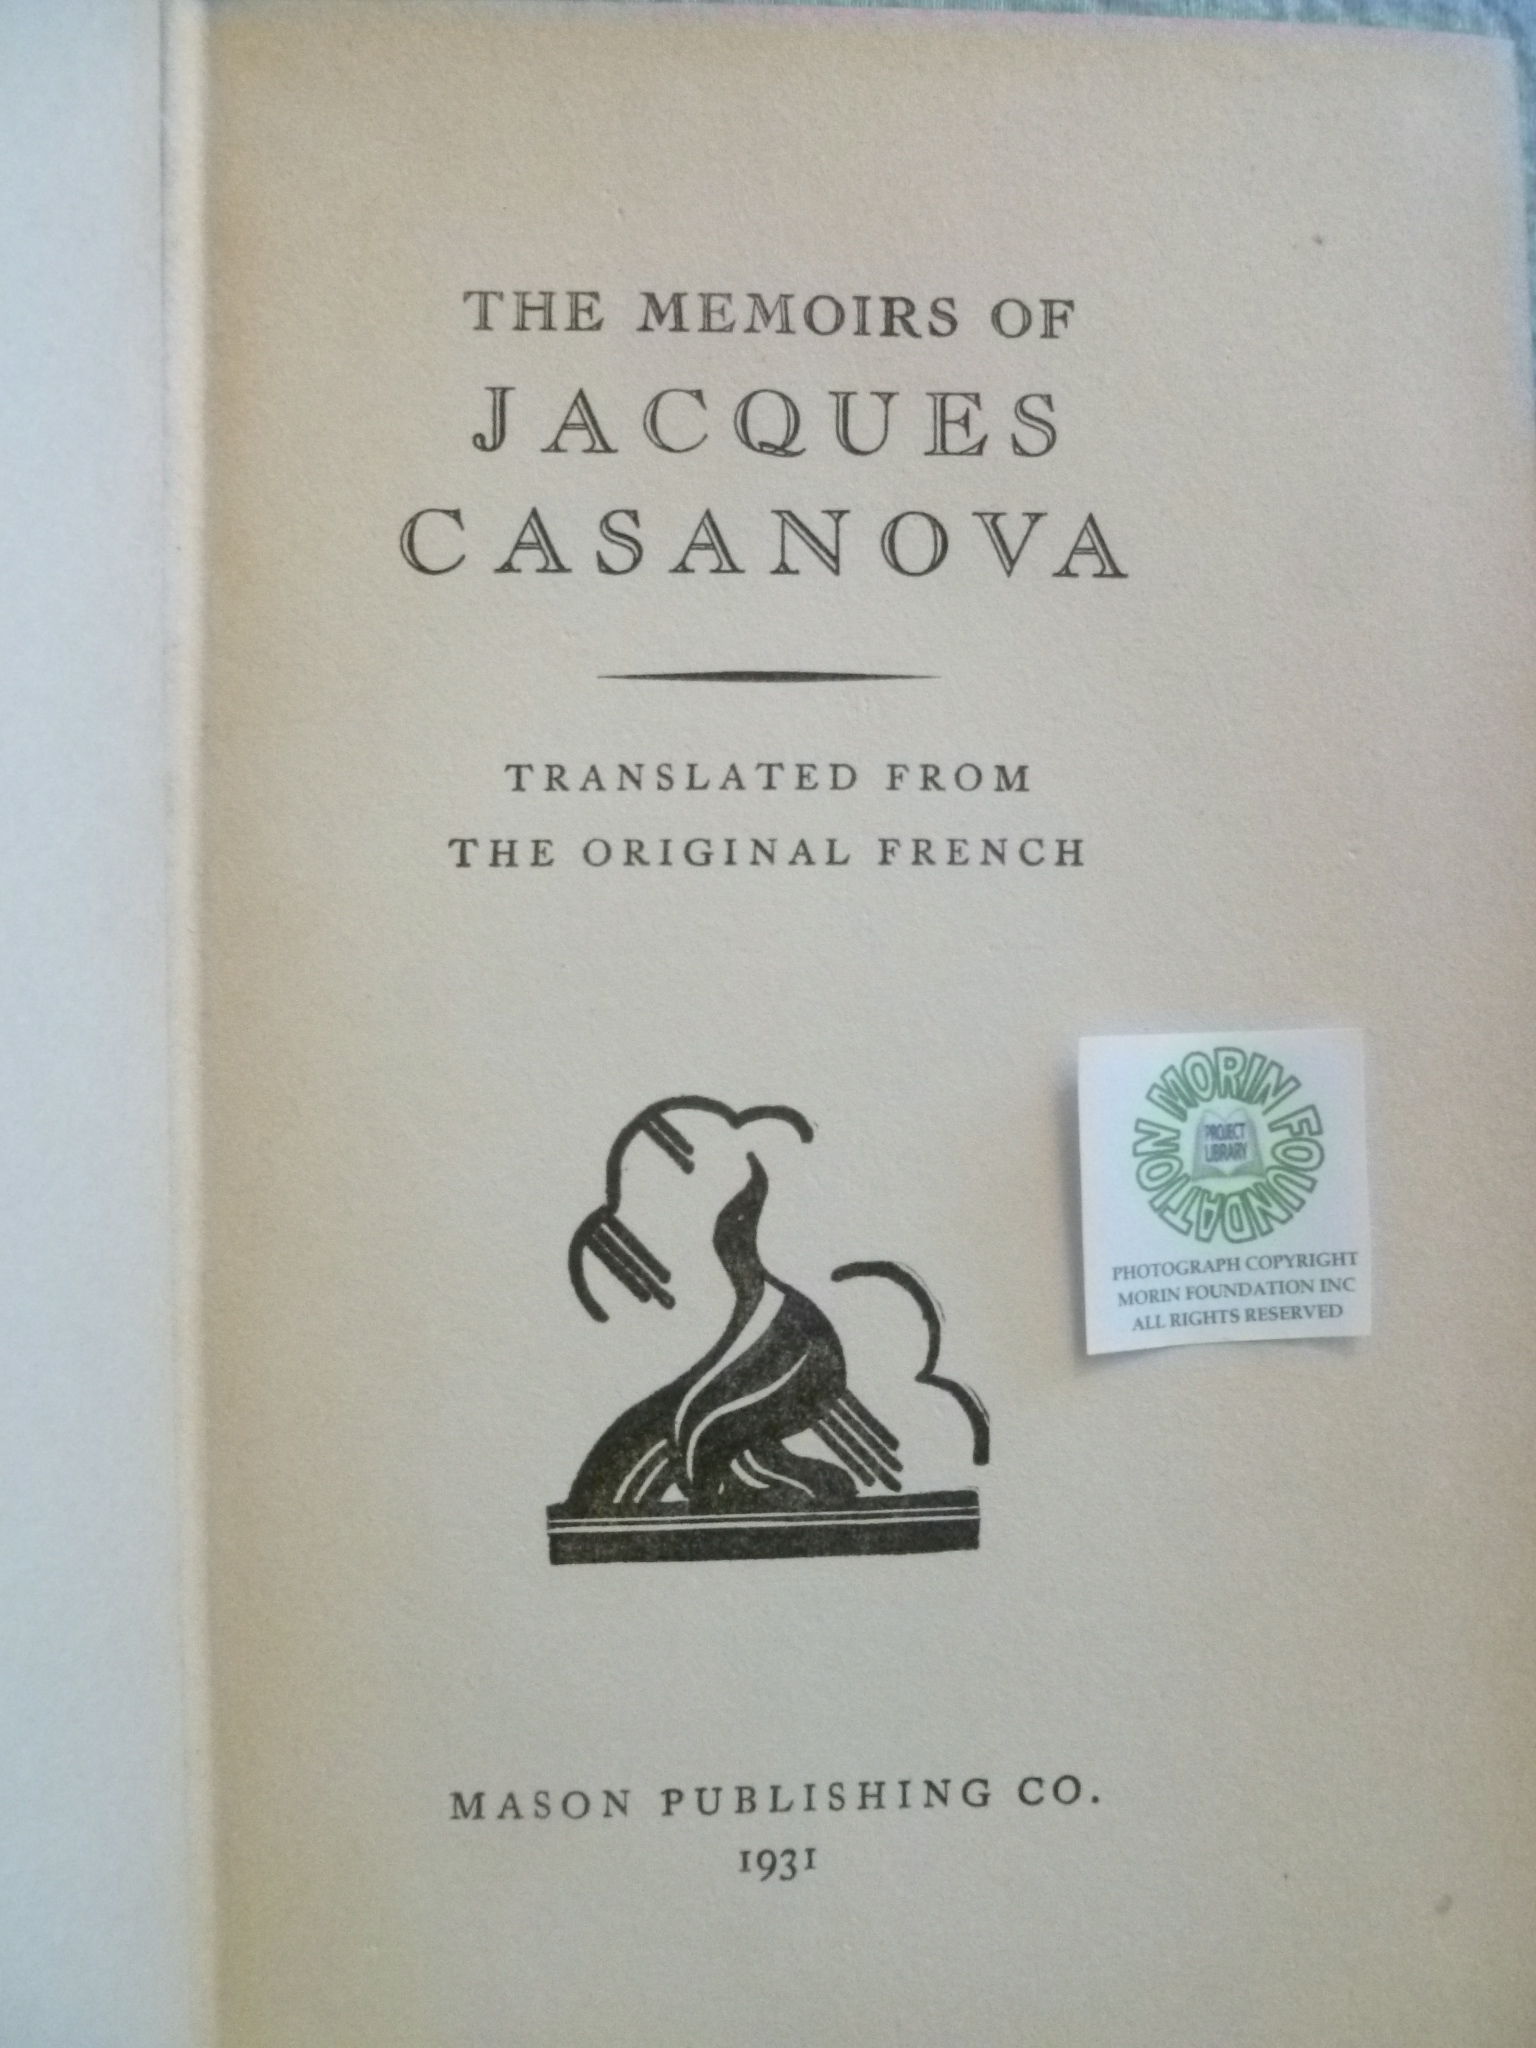 THE MEMOIRS OF
JACQUES
CASANOVA
TRANSLATED FROM
THE ORIGINAL FRENCH
MORIN FOUNDATION
PROJECT
LIBRARY
PHOTOGRAPH COPYRIGHT
MORIN FOUNDATION INC
ALL RIGHTS RESERVED
MASON PUBLISHING CO.
1931